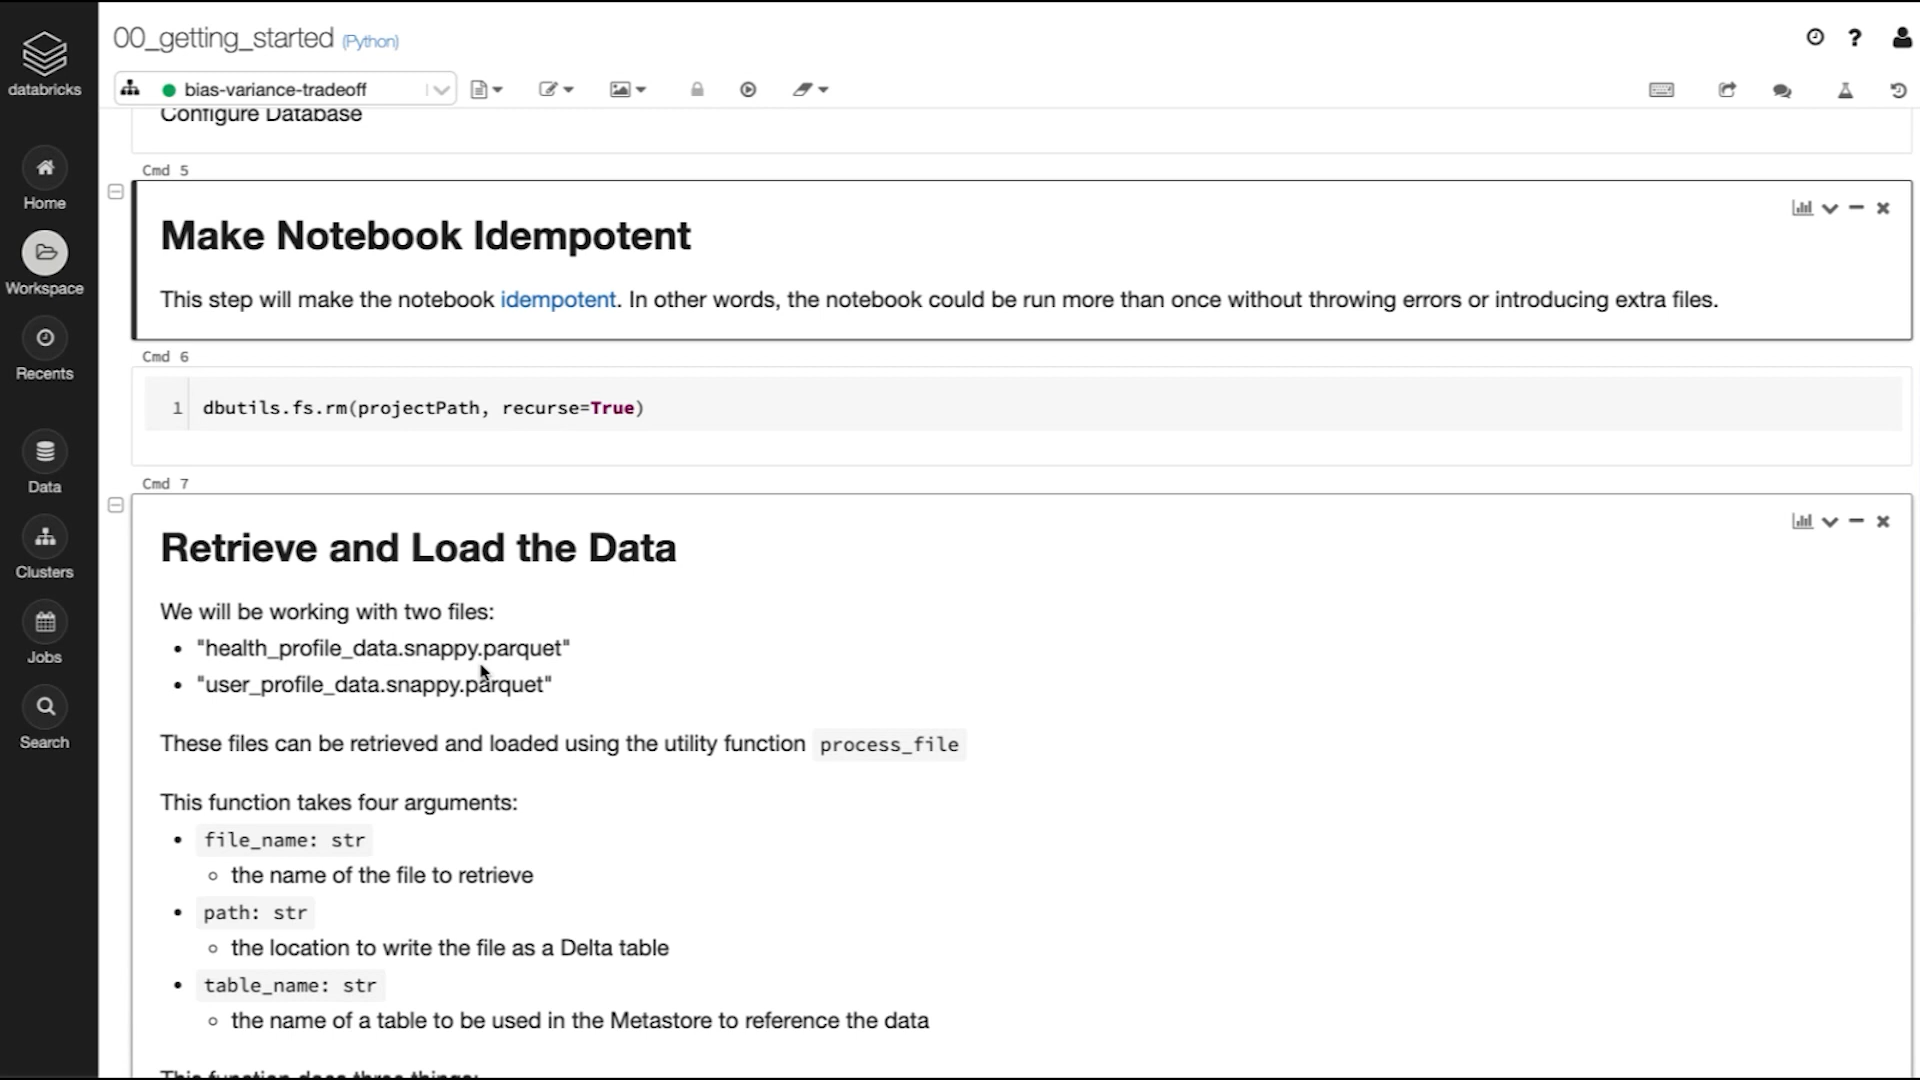 00_getting_started (Python)
databricks
bias-variance-tradeoff
Configure Database
Cmd 5
Make Notebook Idempotent
This step will make the notebook idempotent. In other words, the notebook could be run more than once without throwing errors or introducing extra files.
Cmd 6
1 dbutils.fs.rm(projectPath, recurse=True)
Cmd 7
Retrieve and Load the Data
We will be working with two files:
• "health_profile_data.snappy.parquet"
• "user_profile_data.snappy.parquet"
These files can be retrieved and loaded using the utility function process_file
This function takes four arguments:
• file_name: str
◦ the name of the file to retrieve
• path: str
◦ the location to write the file as a Delta table
• table_name: str
◦ the name of a table to be used in the Metastore to reference the data
This function does three things:
Home
Workspace
Recents
Data
Clusters
Jobs
Search